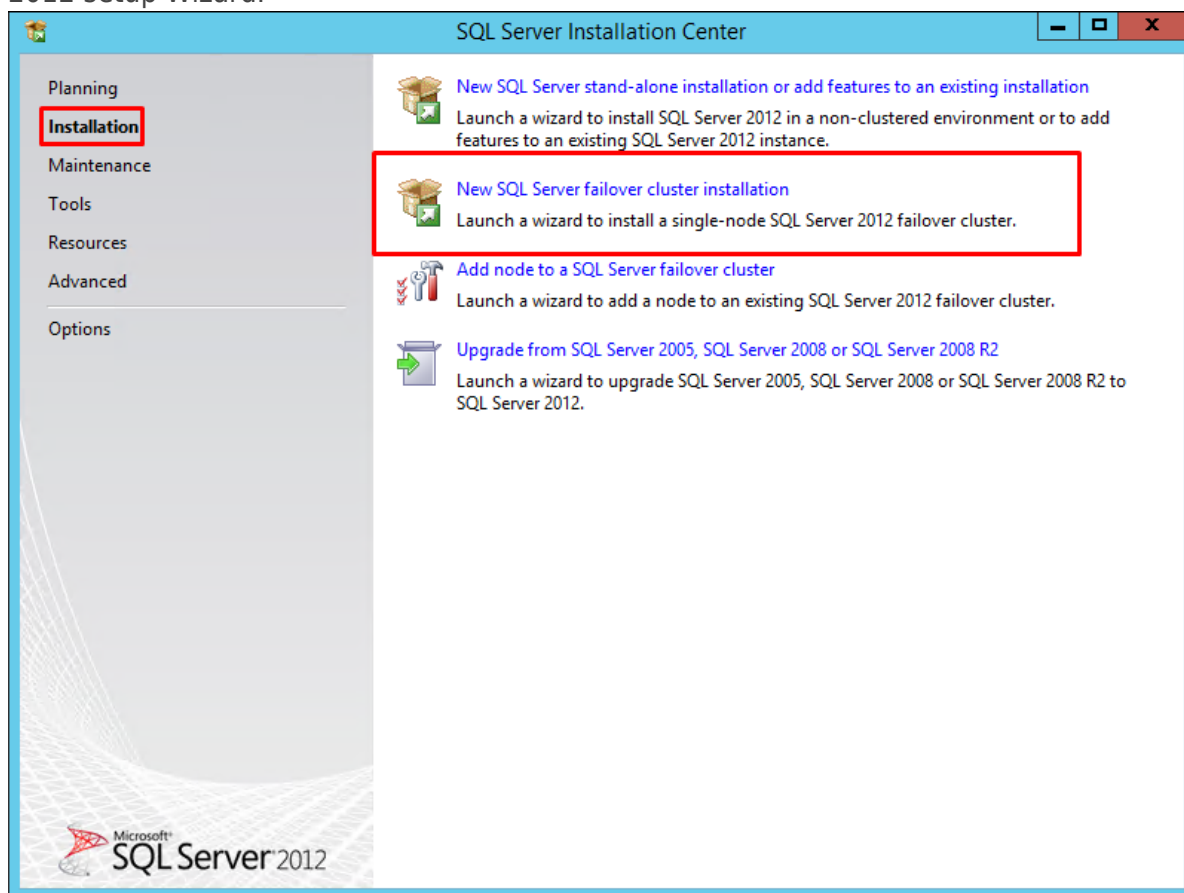 2012 Setup Wizard.
SQL Server Installation Center
Planning
Installation
Maintenance
Tools
Resources
Advanced
Options
New SQL Server stand-alone installation or add features to an existing installation
Launch a wizard to install SQL Server 2012 in a non-clustered environment or to add
features to an existing SQL Server 2012 instance.
New SQL Server failover cluster installation
Launch a wizard to install a single-node SQL Server 2012 failover cluster.
Add node to a SQL Server failover cluster
Launch a wizard to add a node to an existing SQL Server 2012 failover cluster.
Upgrade from SQL Server 2005, SQL Server 2008 or SQL Server 2008 R2
Launch a wizard to upgrade SQL Server 2005, SQL Server 2008 or SQL Server 2008 R2 to
SQL Server 2012.
Microsoft®
SQL Server®2012